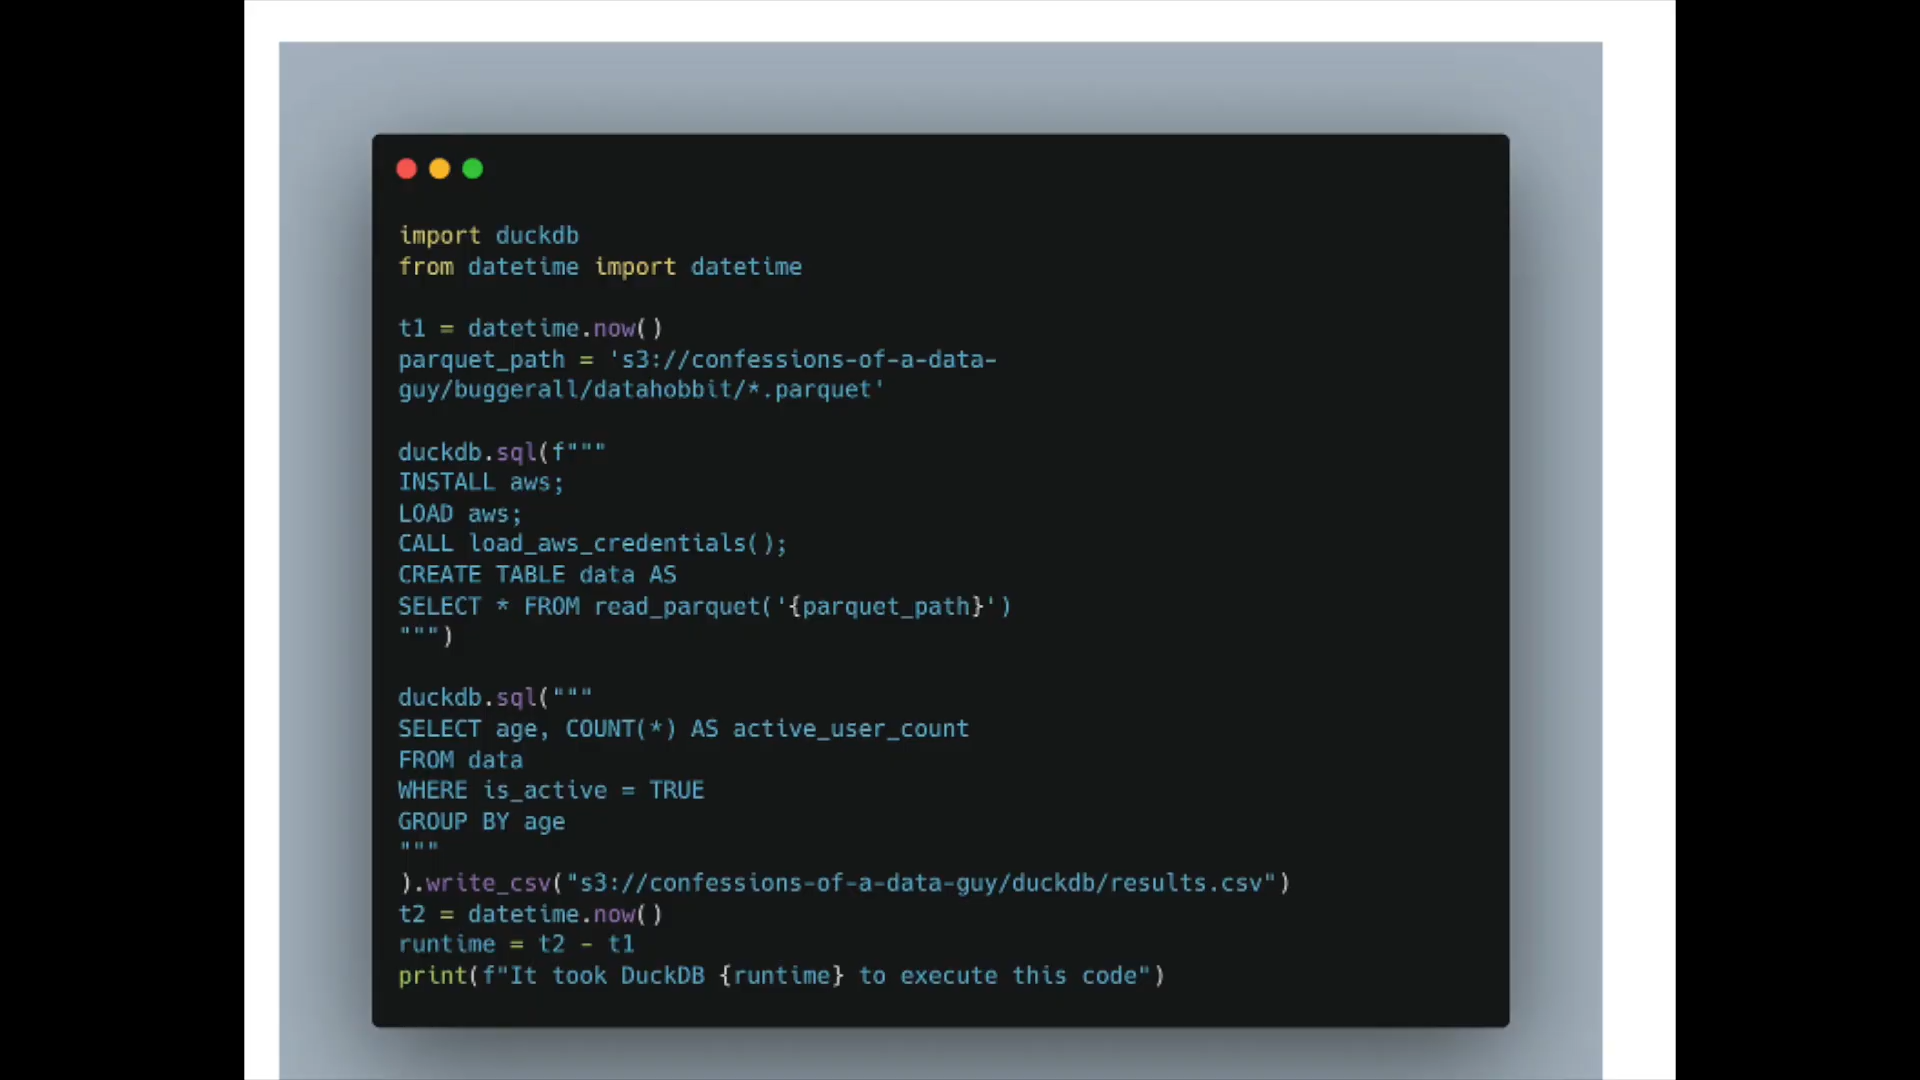 import duckdb
from datetime import datetime
t1 = datetime.now()
parquet_path = 's3://confessions-of-a-data-
guy/buggerall/datahobbit/*.parquet'
duckdb.sql(f"""
INSTALL aws;
LOAD aws;
CALL load_aws_credentials();
CREATE TABLE data AS
SELECT * FROM read_parquet('{parquet_path}')
""")
duckdb.sql("""
SELECT age, COUNT(*) AS active_user_count
FROM data
WHERE is_active = TRUE
GROUP BY age
"""
).write_csv("s3://confessions-of-a-data-guy/duckdb/results.csv")
t2 = datetime.now()
runtime = t2 - t1
print(f"It took DuckDB {runtime} to execute this code")